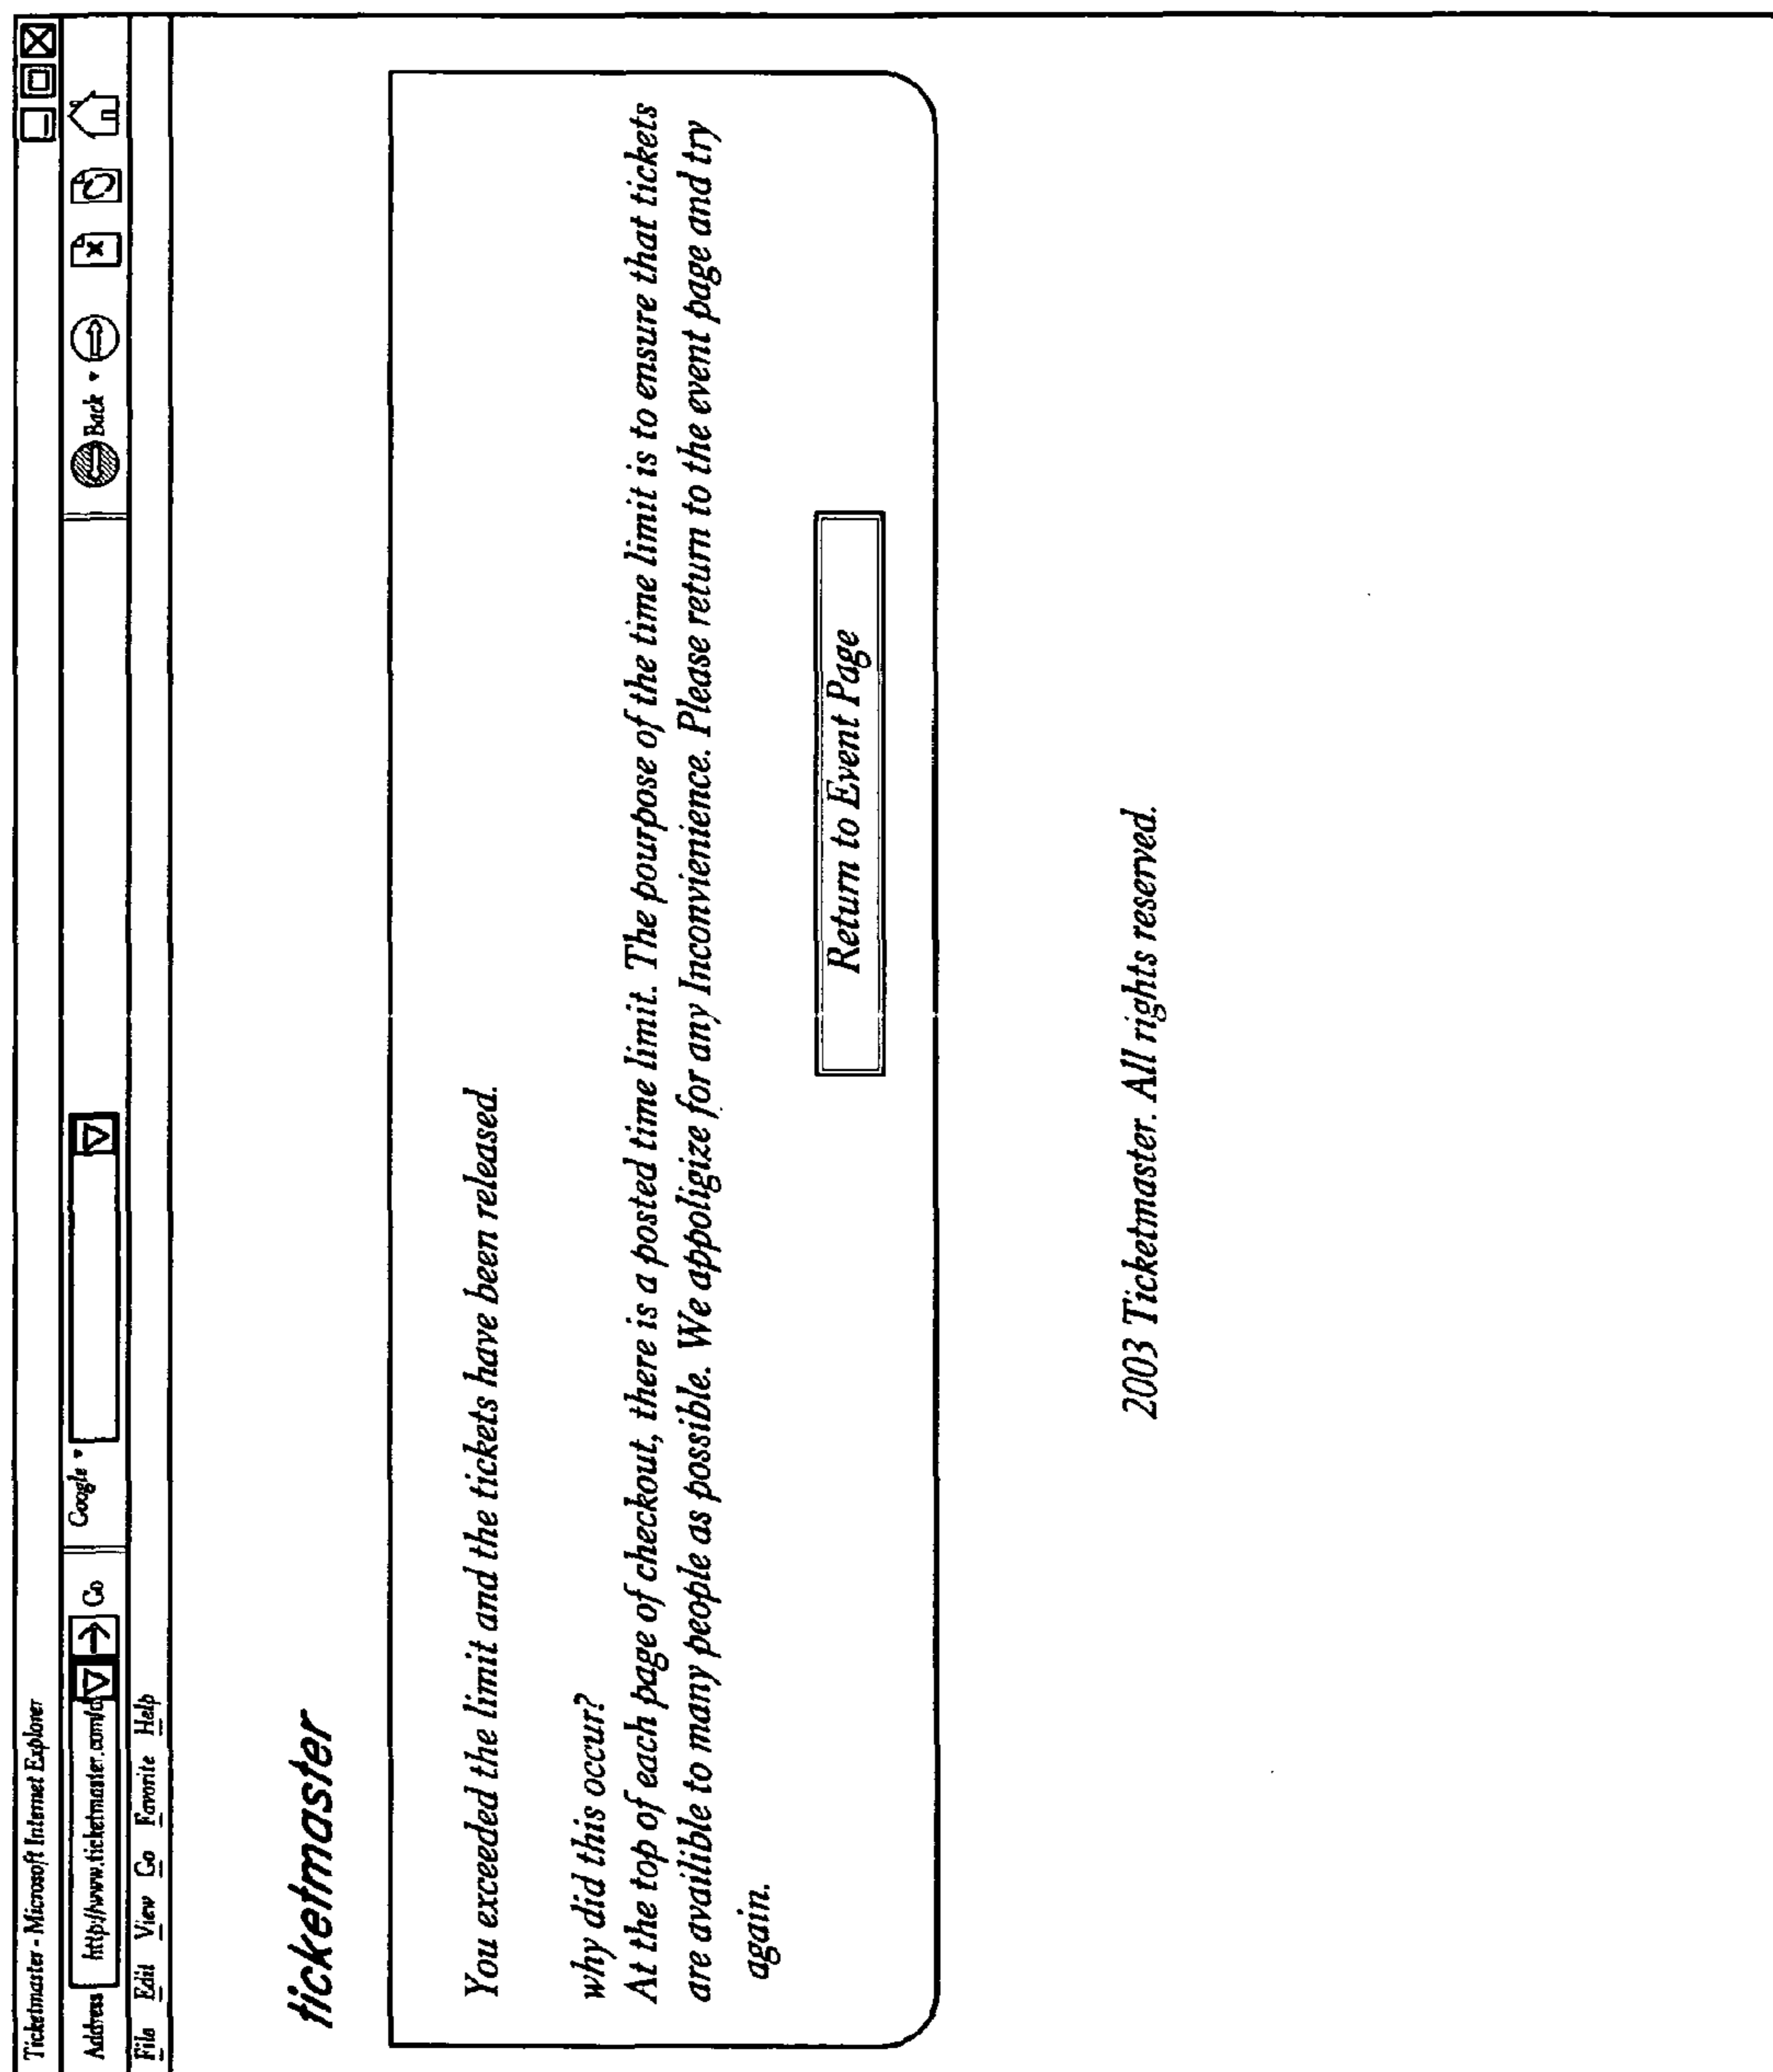 Ticketmaster - Microsoft Internet Explorer
Address http://www.ticketmaster.com/c Go Google Back
File Edit View Go Favorite Help
ticketmaster
You exceeded the limit and the tickets have been released.
why did this occur?
At the top of each page of checkout, there is a posted time limit. The pourpose of the time limit is to ensure that tickets
are availible to many people as possible. We appoligize for any Inconvienience. Please return to the event page and try
again.
Return to Event Page
2003 Ticketmaster. All rights reserved.